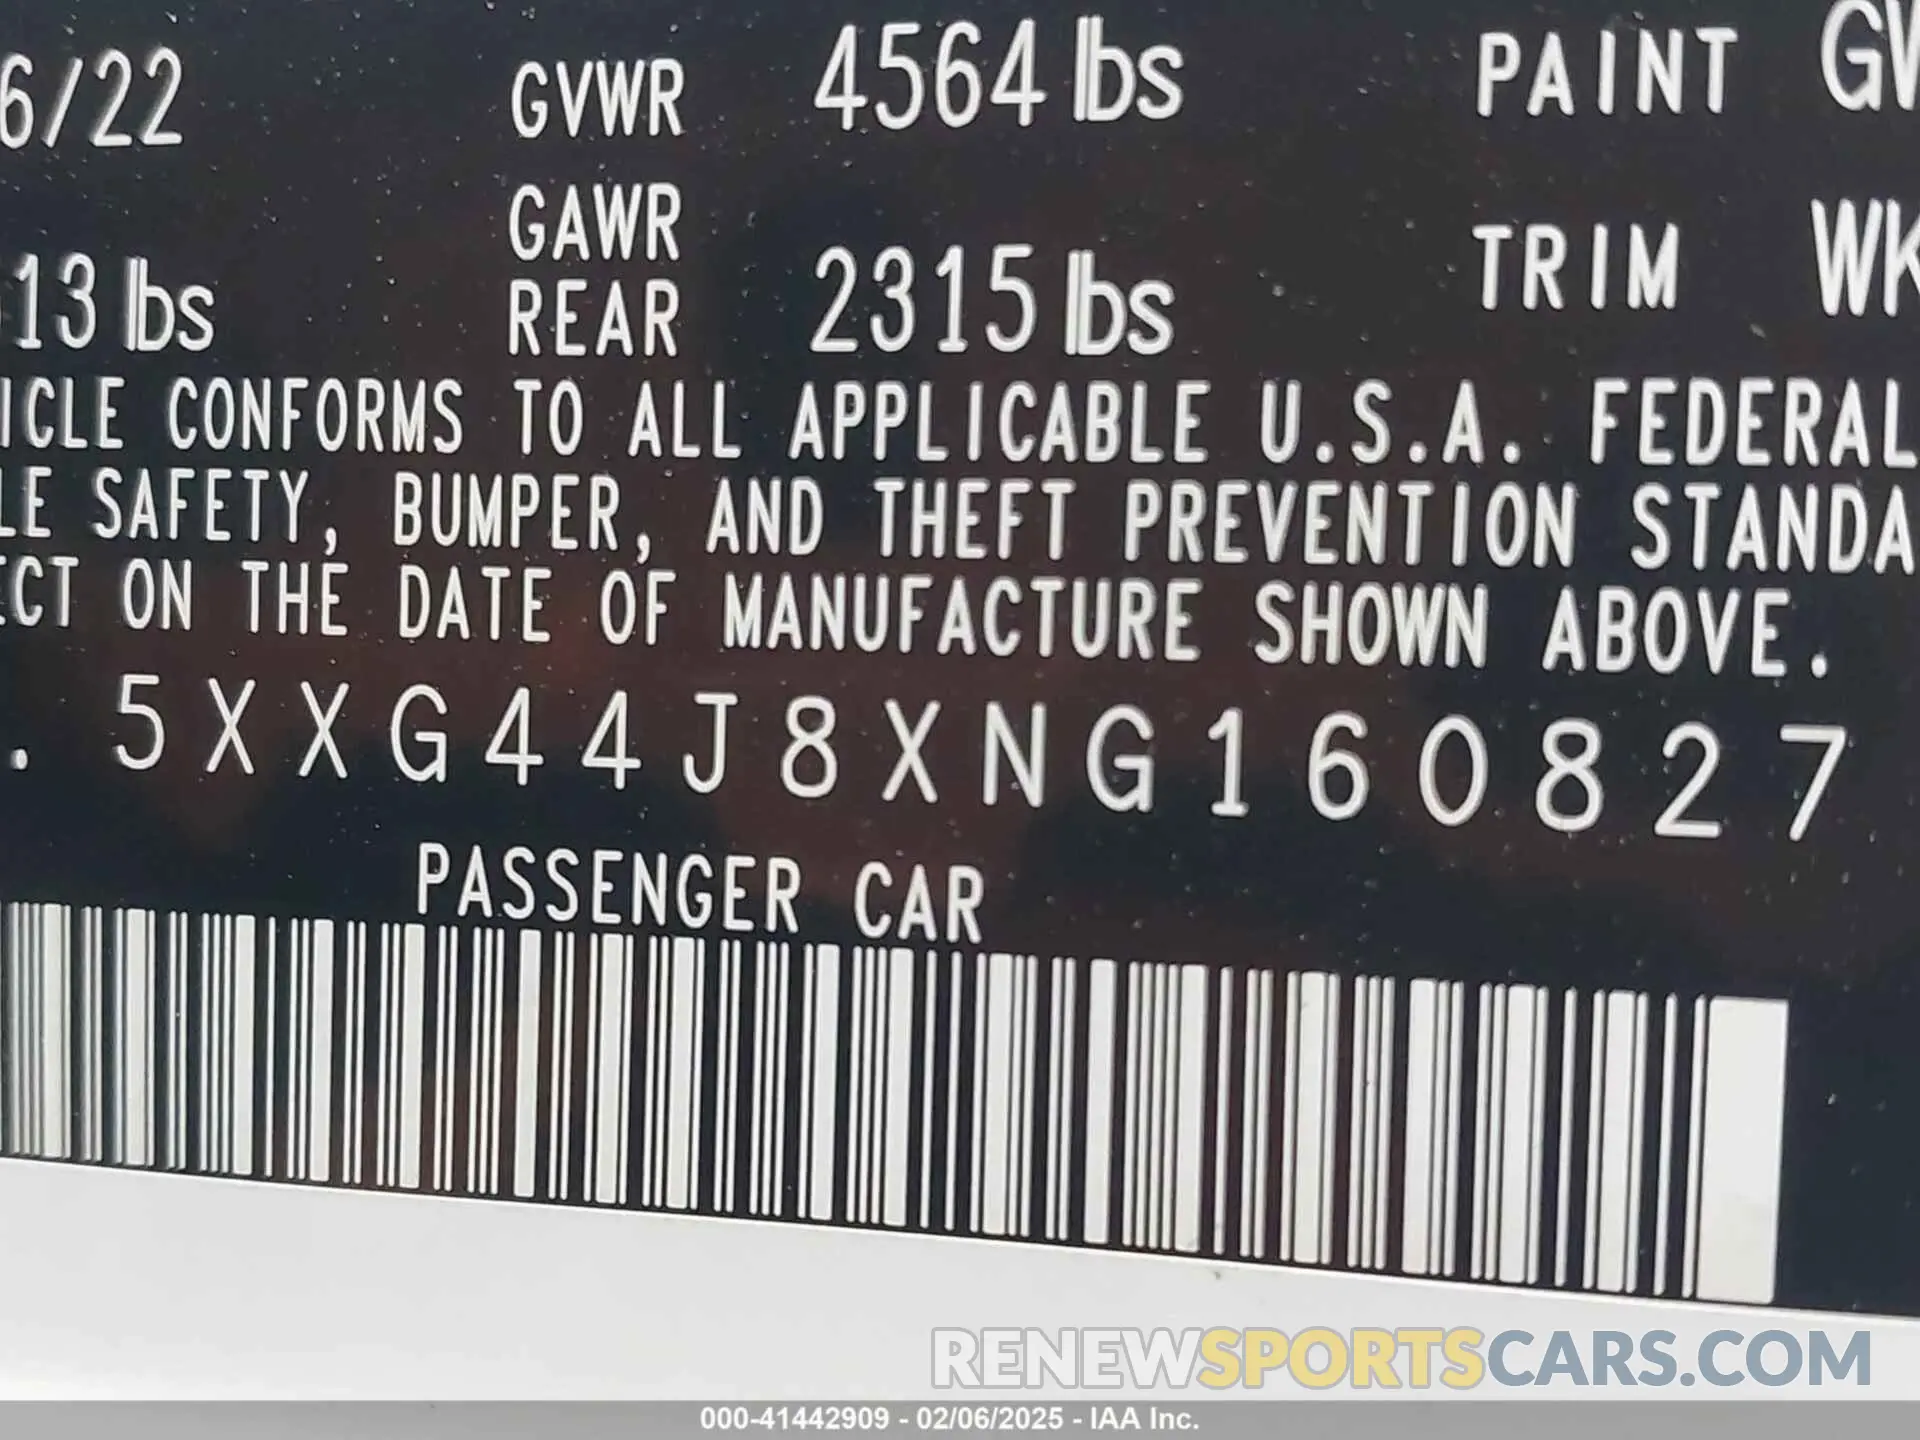 6/22 GVWR 4564 lbs PAINT GW
GAWR
13 lbs REAR 2315 lbs TRIM WK
ICLE CONFORMS TO ALL APPLICABLE U.S.A. FEDERAL
LE SAFETY, BUMPER, AND THEFT PREVENTION STANDA
ECT ON THE DATE OF MANUFACTURE SHOWN ABOVE.
. 5XXG44J8XNG160827
PASSENGER CAR
RENEWSPORTSCARS.COM
000-41442909 - 02/06/2025 - IAA Inc.